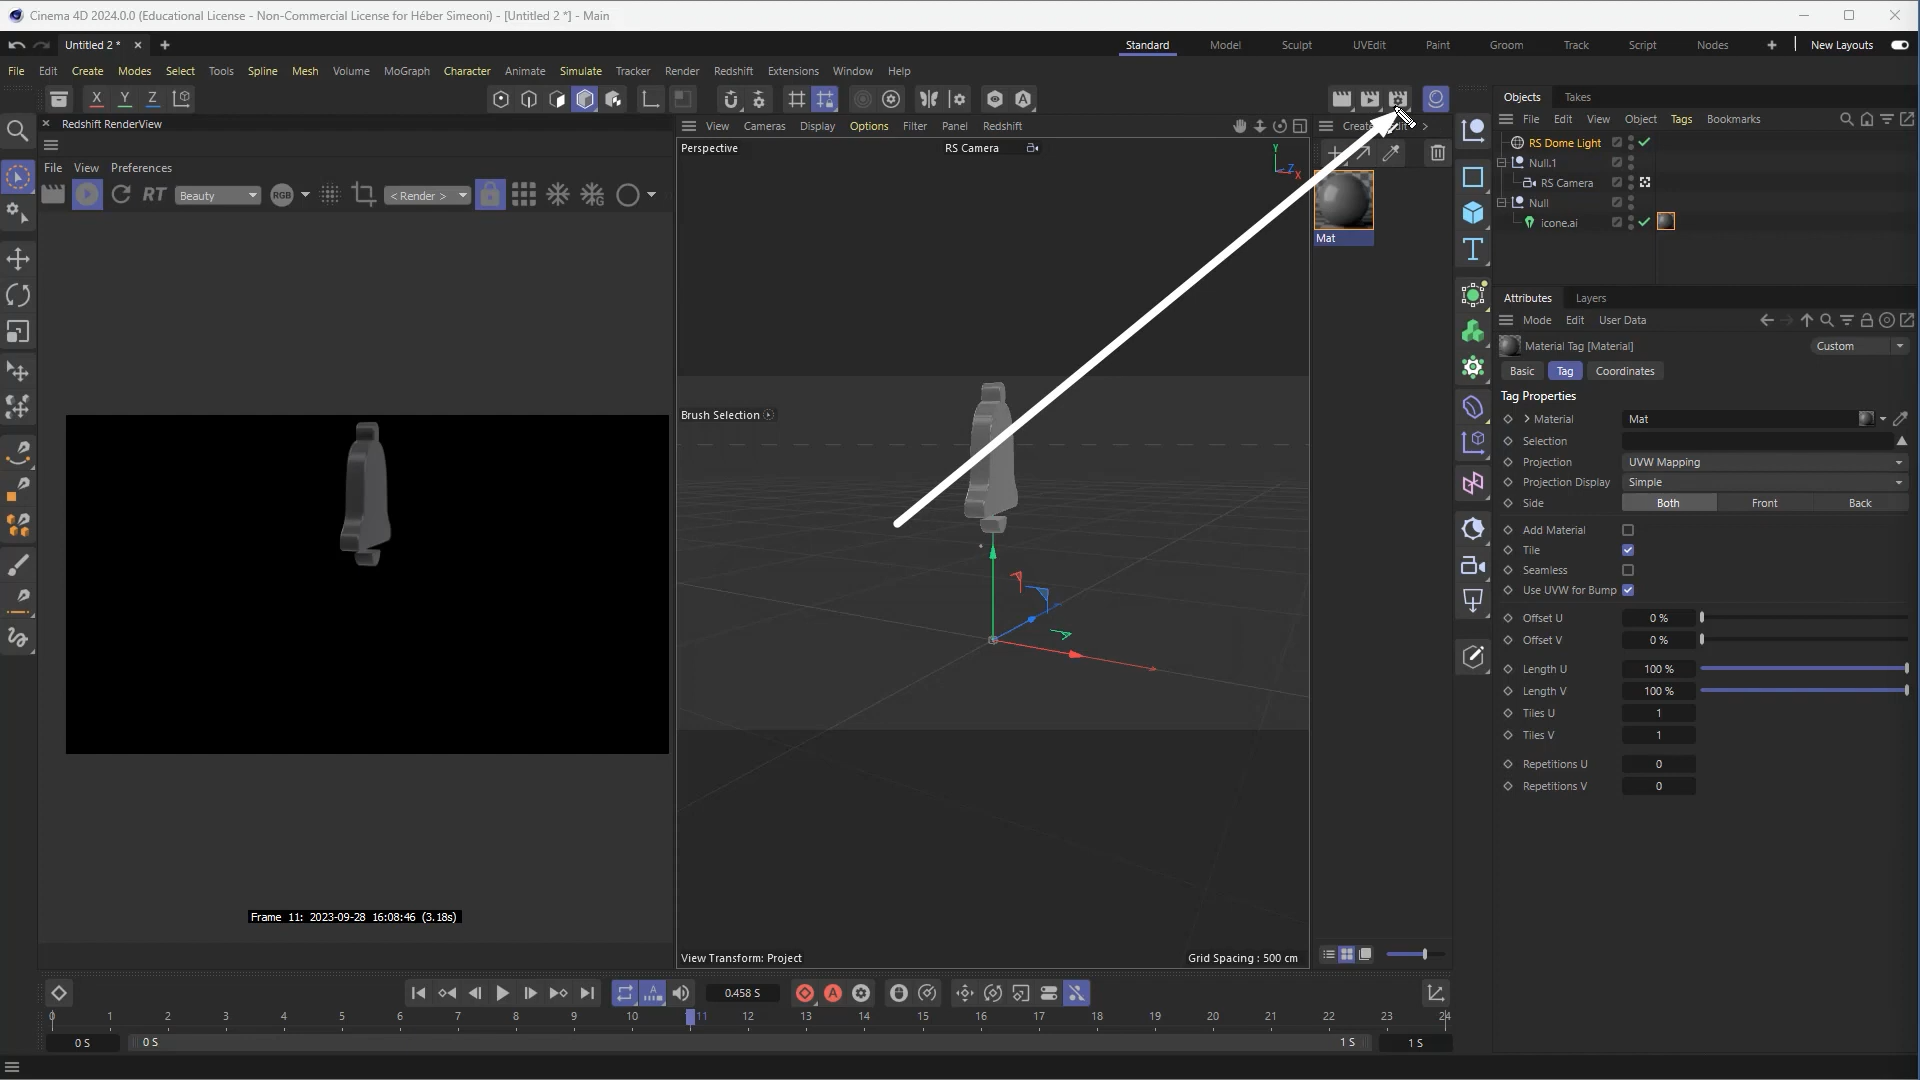 Cinema 4D 2024.0.0 (Educational License - Non-Commercial License for Héber Simeoni) - [Untitled 2 *] - Main
Untitled 2 *
Standard Model Sculpt UVEdit Paint Groom Track Script Nodes New Layouts
File Edit Create Modes Select Tools Spline Mesh Volume MoGraph Character Animate Simulate Tracker Render Redshift Extensions Window Help
X Y Z
Redshift RenderView
File View Preferences
RT Beauty RGB < Render >
Frame 11: 2023-09-28 16:08:46 (3.18s)
View Cameras Display Options Filter Panel Redshift
Perspective
RS Camera
Y
Z
X
Brush Selection
View Transform: Project
Grid Spacing : 500 cm
Mat
Objects Takes
File Edit View Object Tags Bookmarks
RS Dome Light
Null.1
RS Camera
Null
icone.ai
Attributes Layers
Mode Edit User Data
Material Tag [Material]
Custom
Basic Tag Coordinates
Tag Properties
Material Mat
Selection
Projection UVW Mapping
Projection Display Simple
Side Both Front Back
Add Material
Tile
Seamless
Use UVW for Bump
Offset U 0 %
Offset V 0 %
Length U 100 %
Length V 100 %
Tiles U 1
Tiles V 1
Repetitions U 0
Repetitions V 0
0.458 S
0 1 2 3 4 5 6 7 8 9 10 11 12 13 14 15 16 17 18 19 20 21 22 23 24
0 S 0 S 1 S 1 S